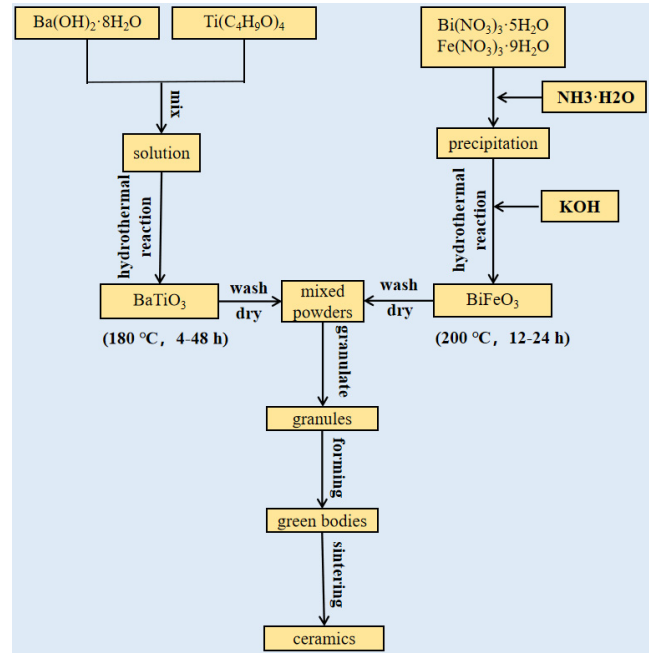 Ba(OH)₂·8H₂O
Ti(C₄H₉O)₄
mix
solution
hydrothermal
reaction
BaTiO₃
(180 °C，4-48 h)
Bi(NO₃)₃·5H₂O
Fe(NO₃)₃·9H₂O
NH3·H2O
precipitation
KOH
hydrothermal
reaction
BiFeO₃
(200 °C，12-24 h)
wash
dry
wash
dry
mixed
powders
granulate
granules
forming
green bodies
sintering
ceramics